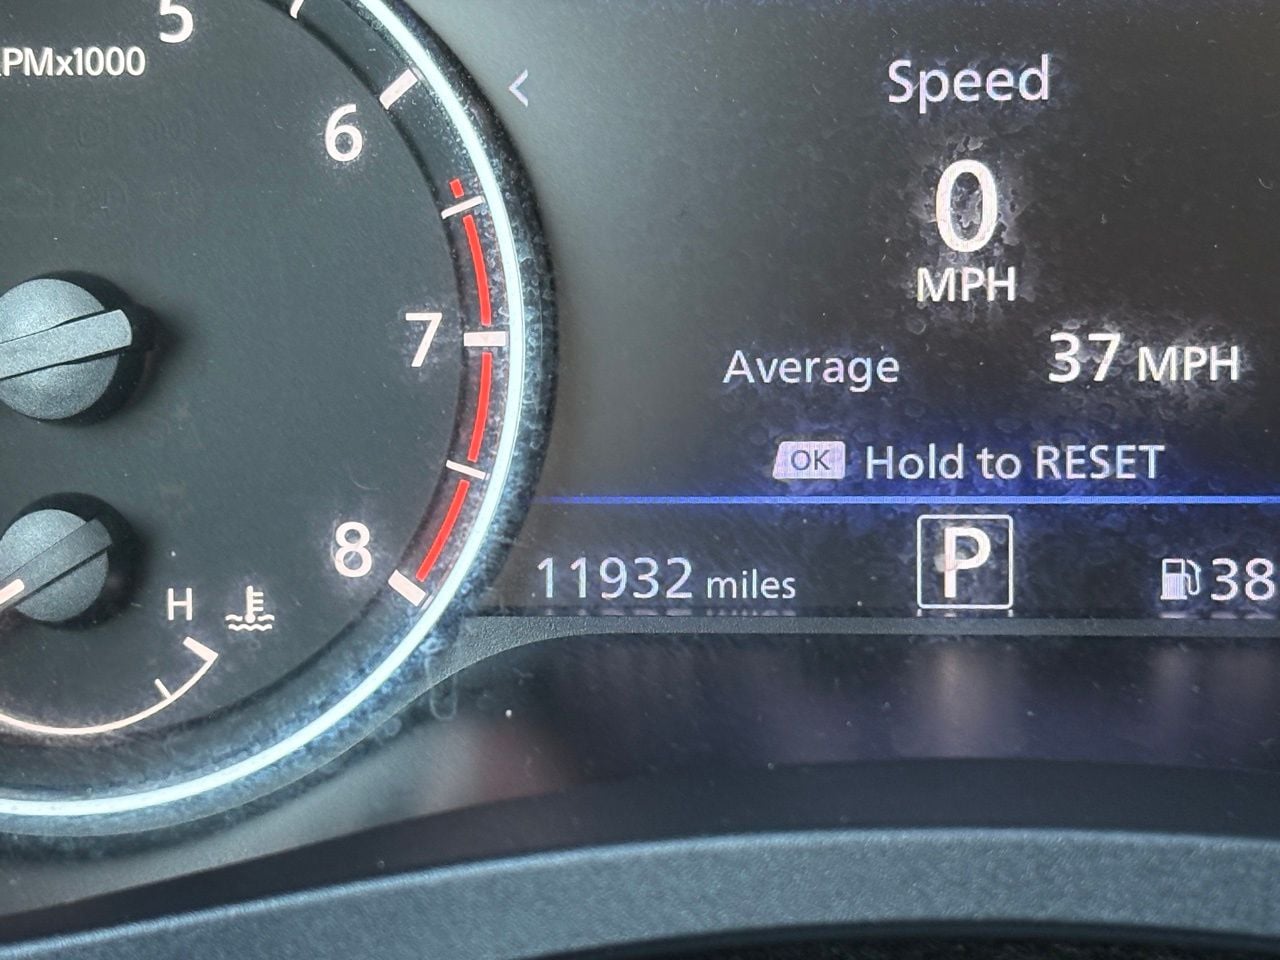 5
PMx1000
6
7
8
H
<
Speed
0
MPH
Average 37 MPH
OK Hold to RESET
11932 miles P 38